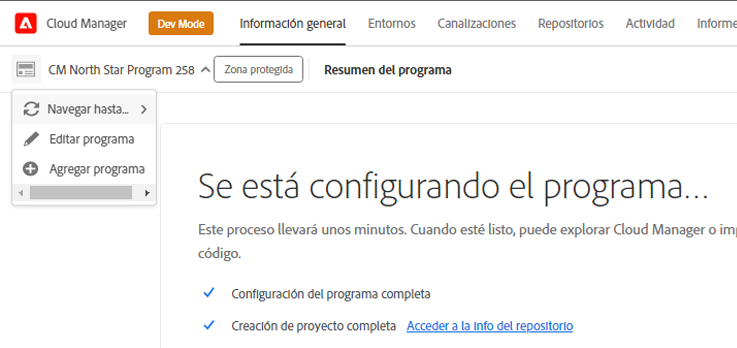 Cloud Manager Dev Mode Información general Entornos Canalizaciones Repositorios Actividad Informe
CM North Star Program 258 Zona protegida Resumen del programa
Navegar hasta...
Editar programa
Agregar programa
Se está configurando el programa...
Este proceso llevará unos minutos. Cuando esté listo, puede explorar Cloud Manager o
código.
Configuración del programa completa
Creación de proyecto completa Acceder a la info del repositorio